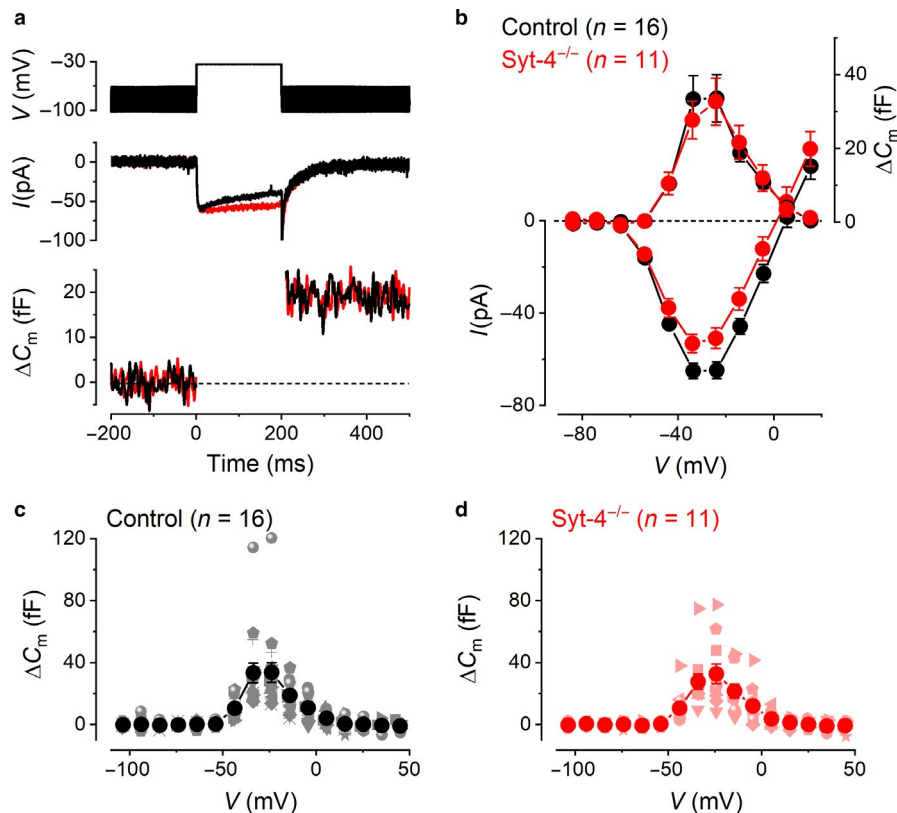 a
V (mV)
−30
−100
I(pA)
0
−50
−100
ΔCm (fF)
20
10
0
−200 0 200 400
Time (ms)
b
Control (n = 16)
Syt-4−/− (n = 11)
40
20
0
ΔCm (fF)
0
−40
−80
I(pA)
−80 −40 0
V (mV)
c
Control (n = 16)
120
80
40
0
ΔCm (fF)
−100 −50 0 50
V (mV)
d
Syt-4−/− (n = 11)
120
80
40
0
ΔCm (fF)
−100 −50 0 50
V (mV)